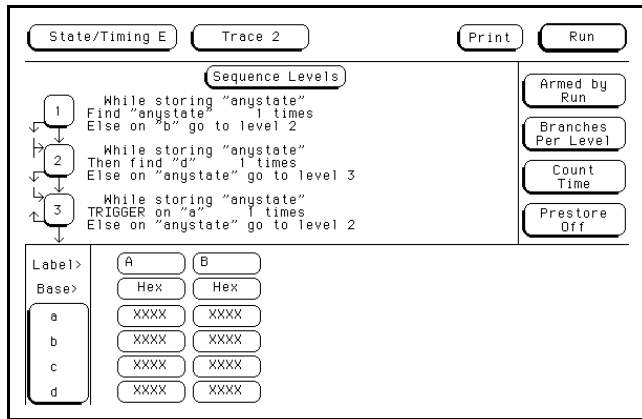 State/Timing E Trace 2 Print Run
Sequence Levels
Armed by
Run
Branches
Per Level
Count
Time
Prestore
Off
1
While storing "anystate"
Find "anystate" 1 times
Else on "b" go to level 2
2
While storing "anystate"
Then find "d" 1 times
Else on "anystate" go to level 3
3
While storing "anystate"
TRIGGER on "a" 1 times
Else on "anystate" go to level 2
Label> A B
Base> Hex Hex
a XXXX XXXX
b XXXX XXXX
c XXXX XXXX
d XXXX XXXX